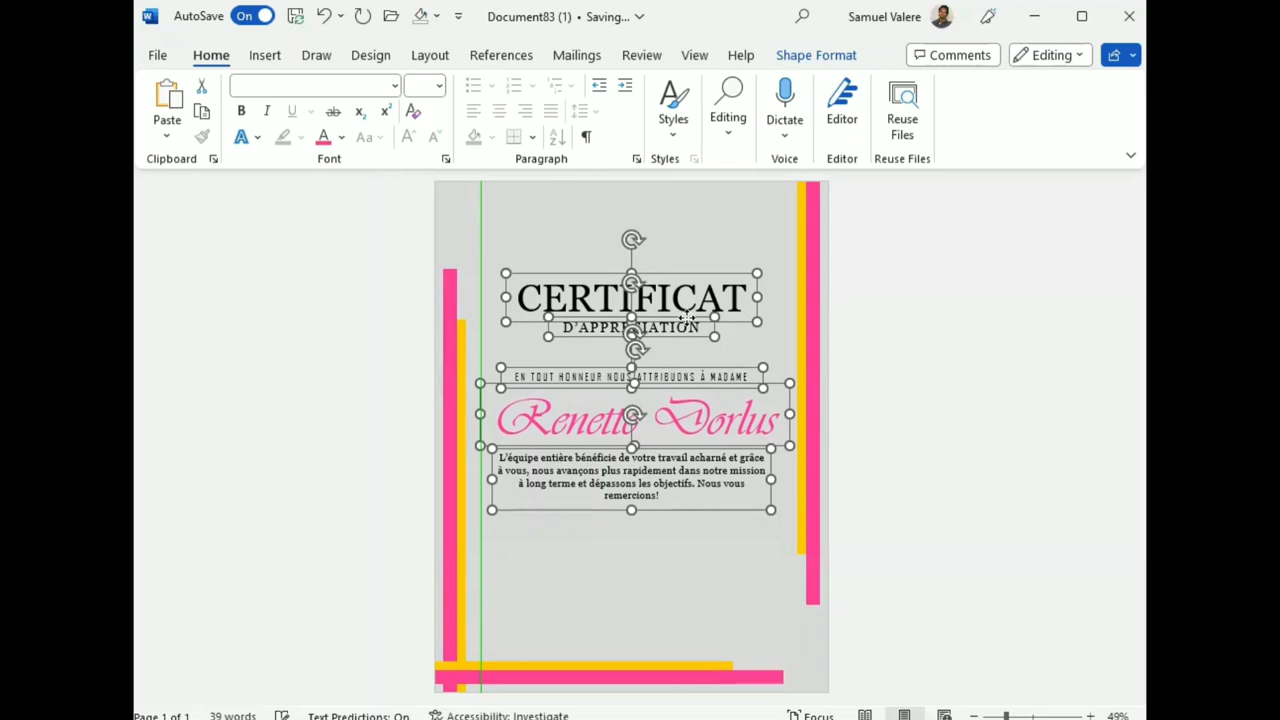 AutoSave On Document83 (1) • Saving... Samuel Valere
File Home Insert Draw Design Layout References Mailings Review View Help Shape Format Comments Editing
Paste B I U ab x₂ x² A Styles Editing Dictate Editor Reuse Files
A A Aa A A ¶
Clipboard Font Paragraph Styles Voice Editor Reuse Files
CERTIFICAT
D'APPRÉCIATION
EN TOUT HONNEUR NOUS ATTRIBUONS À MADAME
Dorlus
L'équipe entière bénéficie de votre travail acharné et grâce
à vous, nous avançons plus rapidement dans notre mission
à long terme et dépassons les objectifs. Nous vous
remercions!
Page 1 of 1 39 words Text Predictions: On Accessibility: Investigate Focus 49%